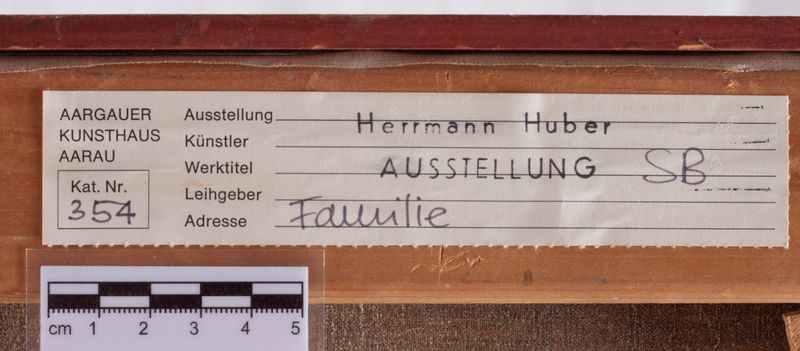 AARGAUER
KUNSTHAUS
AARAU
Kat. Nr.
354
Ausstellung
Künstler
Werktitel
Leihgeber
Adresse
Herrmann Huber
AUSSTELLUNG SB
Familie
cm 1 2 3 4 5